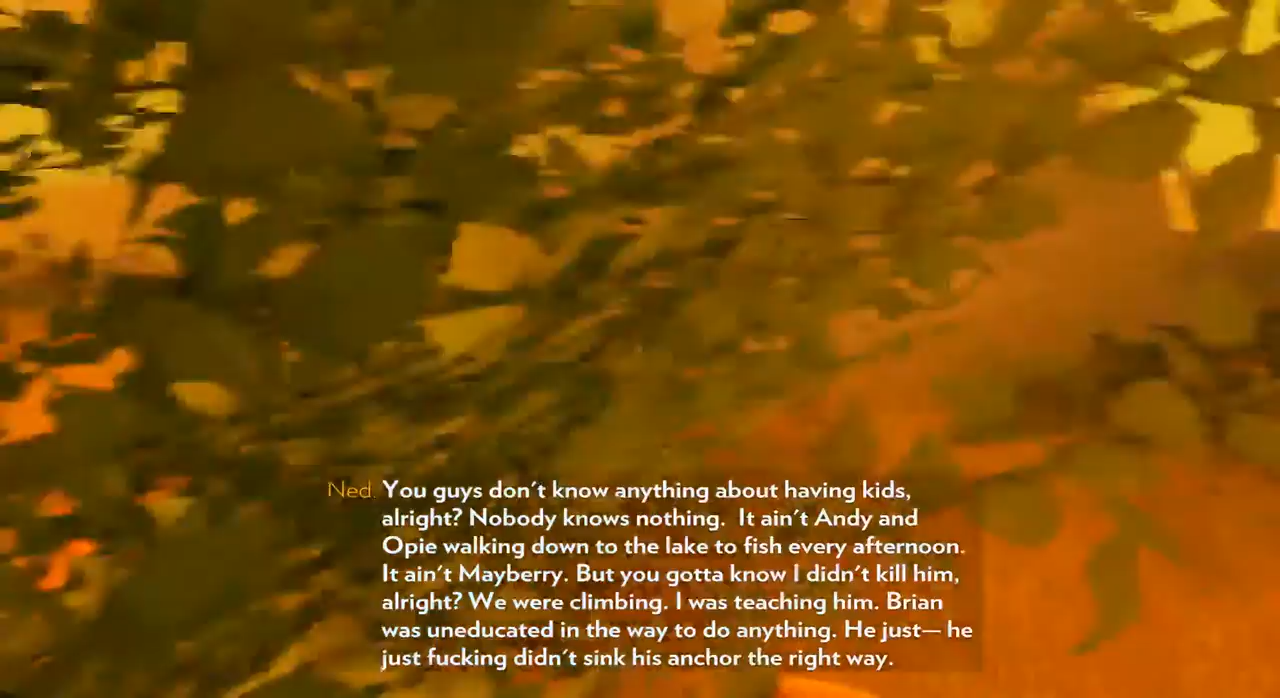 Ned: You guys don't know anything about having kids,
alright? Nobody knows nothing.  It ain't Andy and
Opie walking down to the lake to fish every afternoon.
It ain't Mayberry. But you gotta know I didn't kill him,
alright? We were climbing. I was teaching him. Brian
was uneducated in the way to do anything. He just— he
just fucking didn't sink his anchor the right way.